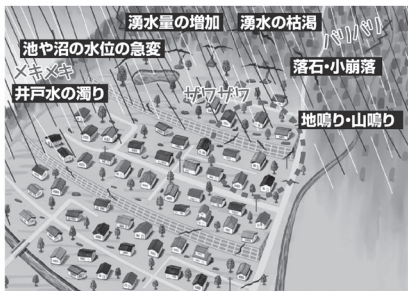 湧水量の増加 湧水の枯渇
バリバリ
池や沼の水位の急変
落石・小崩落
メキメキ
ザワザワ
井戸水の濁り
地鳴り・山鳴り